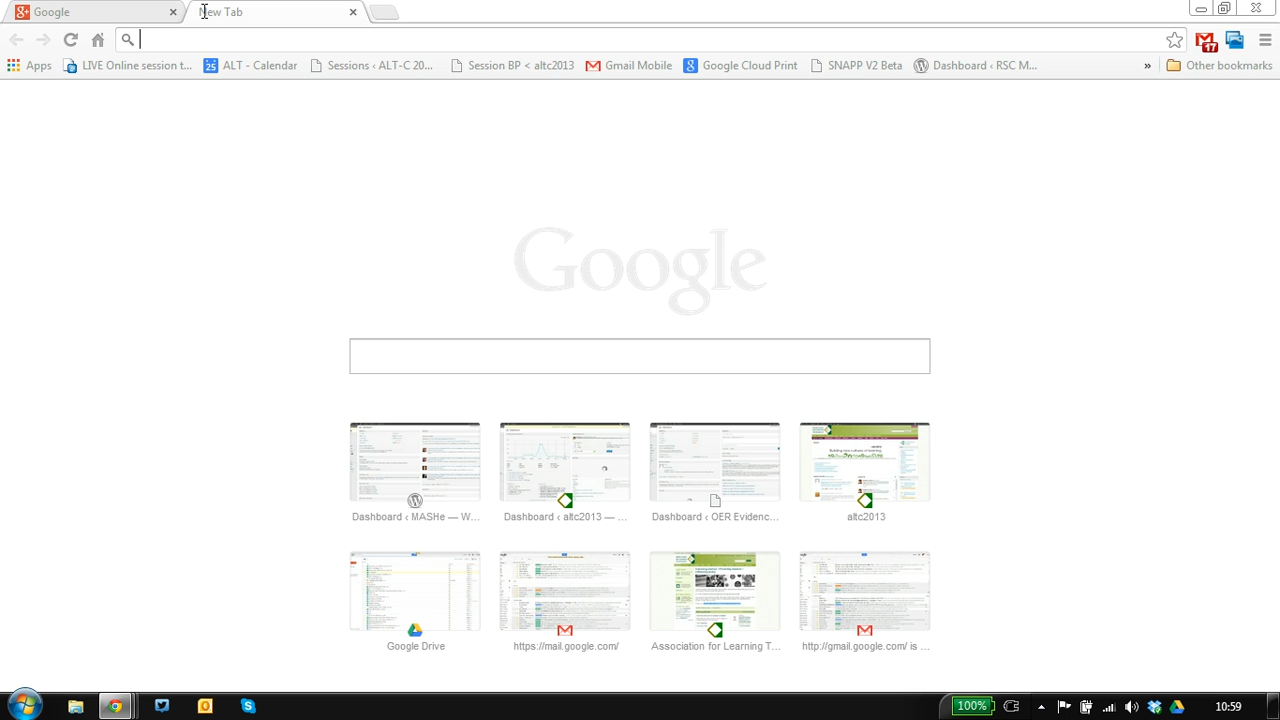 Google
New Tab
17
Apps
LIVE Online session t...
25
ALT - Calendar
Sessions ‹ ALT-C 20...
Session BP < altc2013
Gmail Mobile
Google Cloud Print
SNAPP V2 Beta
Dashboard ‹ RSC M...
»
Other bookmarks
Google
Dashboard ‹ MASHe — W...
Dashboard ‹ altc2013 — ...
Dashboard ‹ OER Evidenc...
altc2013
Google Drive
https://mail.google.com/
Association for Learning T...
http://gmail.google.com/ is ...
100%
10:59